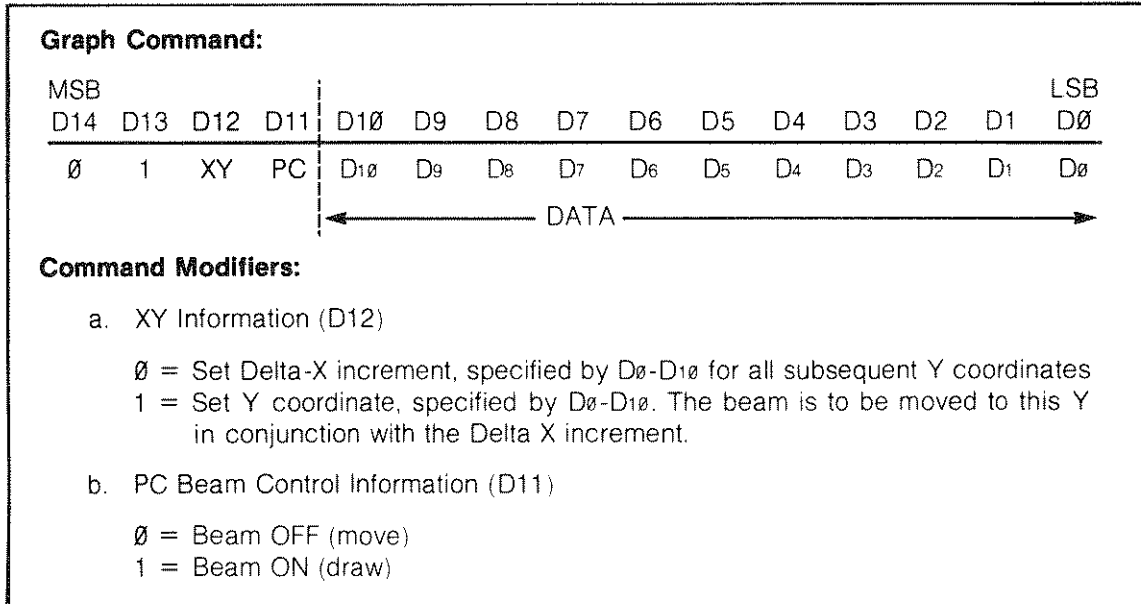 Graph Command:
MSB LSB
D14 D13 D12 D11 D1Ø D9 D8 D7 D6 D5 D4 D3 D2 D1 DØ
Ø 1 XY PC D₁ø D₉ D₈ D₇ D₆ D₅ D₄ D₃ D₂ D₁ Dø
DATA
Command Modifiers:
a. XY Information (D12)
Ø = Set Delta-X increment, specified by Dø-D₁ø for all subsequent Y coordinates
1 = Set Y coordinate, specified by Dø-D₁ø. The beam is to be moved to this Y
in conjunction with the Delta X increment.
b. PC Beam Control Information (D11)
Ø = Beam OFF (move)
1 = Beam ON (draw)